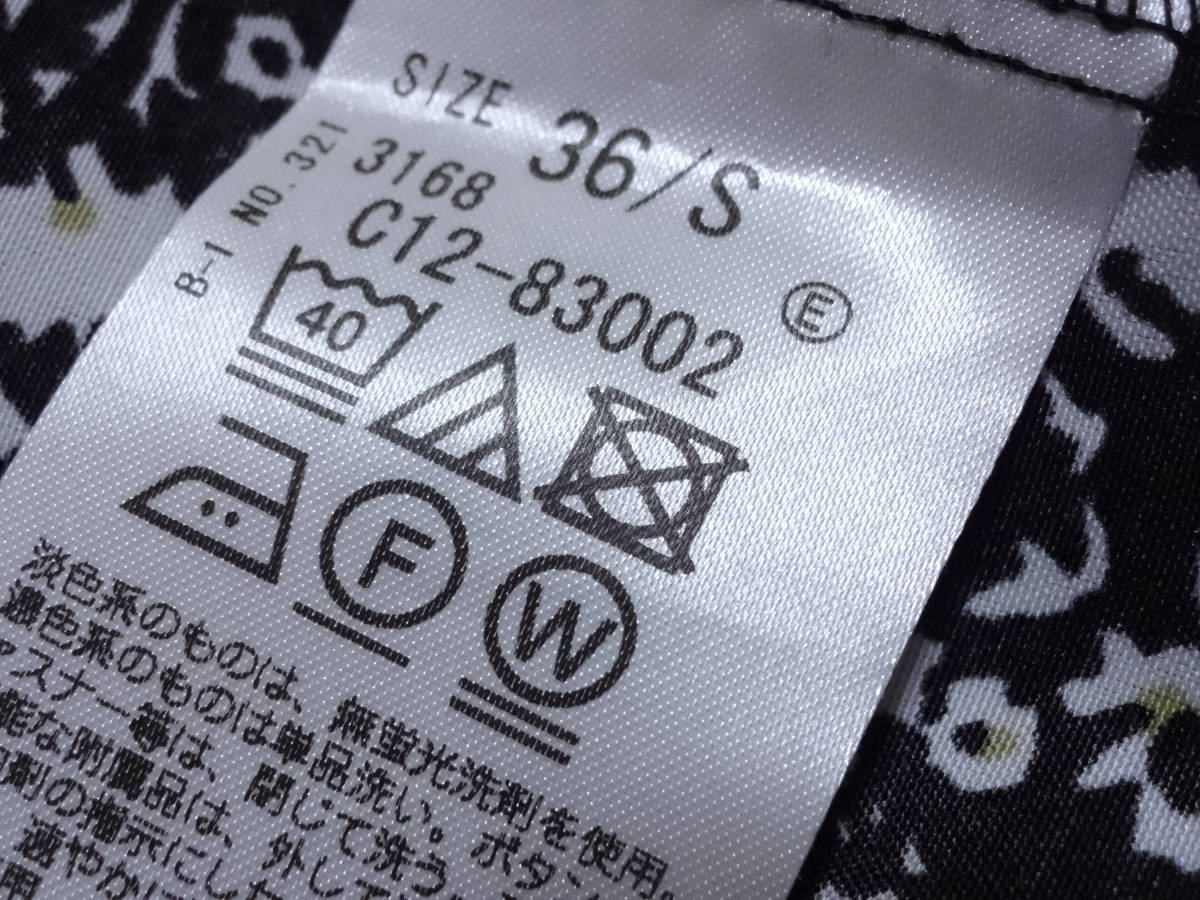 SIZE 36/S
B-1 NO.321
3168
C12-83002
E
40
F
W
淡色系のものは、無蛍光洗剤を使用。
濃色系のものは単品洗い。ボタン
ァスナー等は、閉じて洗う
能な附属品は、外して
剤の指示にし
速やかに
用